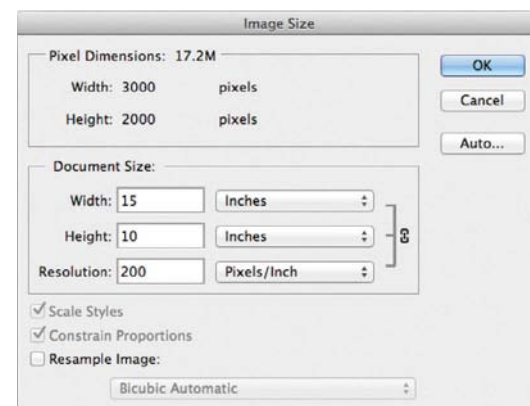 Image Size
Pixel Dimensions: 17.2M
Width: 3000 pixels
Height: 2000 pixels
OK
Cancel
Auto...
Document Size:
Width: 15 Inches
Height: 10 Inches
Resolution: 200 Pixels/Inch
Scale Styles
Constrain Proportions
Resample Image:
Bicubic Automatic